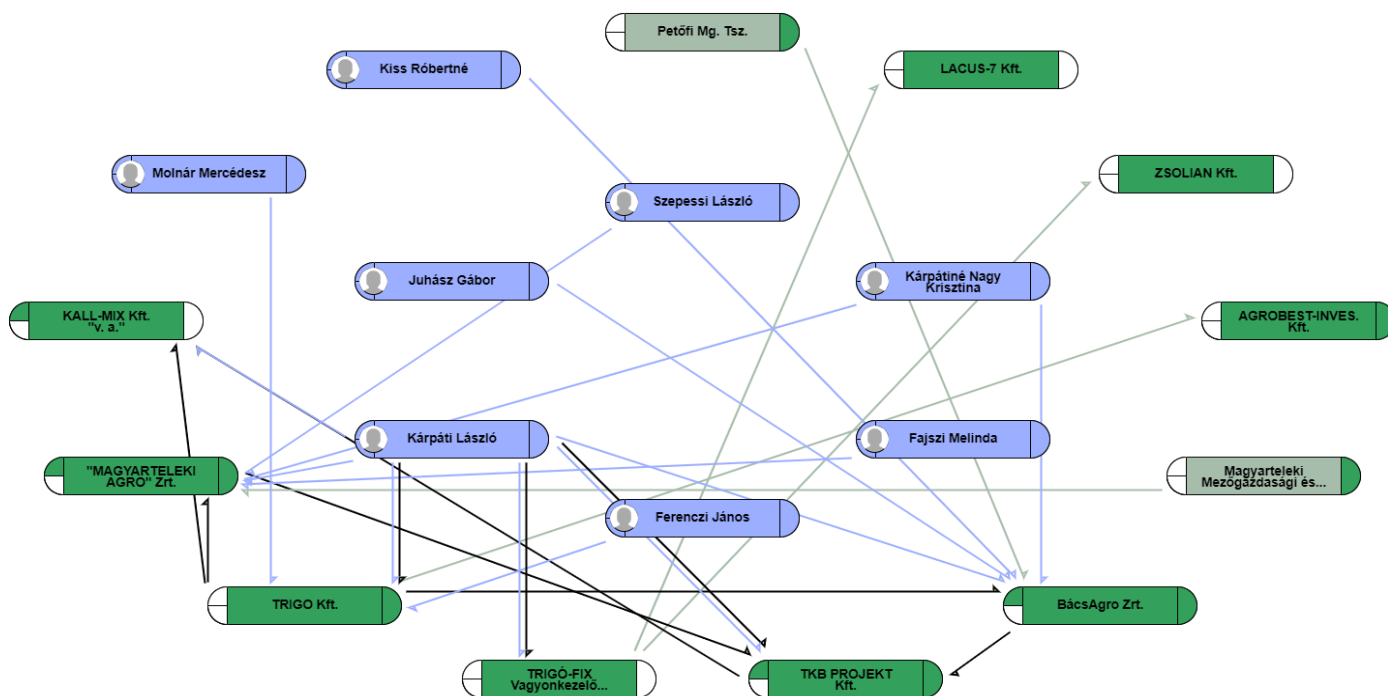 Petőfi Mg. Tsz.
Kiss Róbertné
LACUS-7 Kft.
Molnár Mercédesz
ZSOLIAN Kft.
Szepessi László
Juhász Gábor
Kárpátiné Nagy
Krisztina
KALL-MIX Kft.
"v. a."
AGROBEST-INVES.
Kft.
Kárpáti László
Fajszi Melinda
"MAGYARTELEKI
AGRO" Zrt.
Magyarteleki
Mezőgazdasági és...
Ferenczi János
TRIGO Kft.
BácsAgro Zrt.
TRIGÓ-FIX
Vagyonkezelő...
TKB PROJEKT
Kft.